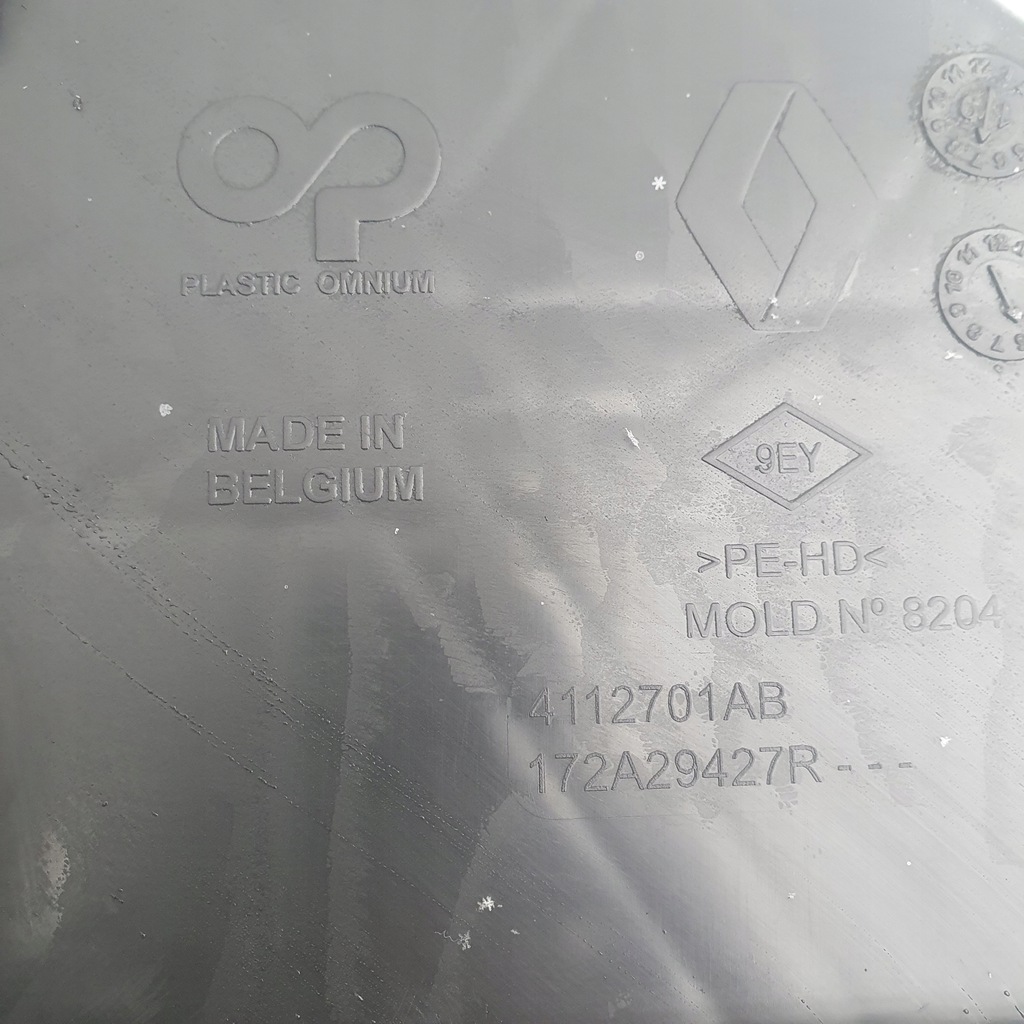 PLASTIC OMNIUM
MADE IN
BELGIUM
9EY
>PE-HD<
MOLD Nº 8204
4112701AB
172A29427R - - -